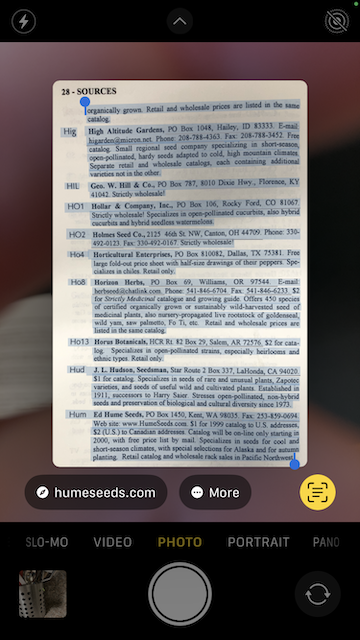 28 - SOURCES
organically grown. Retail and wholesale prices are listed in the same
catalog.
Hig High Altitude Gardens, PO Box 1048, Hailey, ID 83333. E-mail:
higarden@micron.net. Phone: 208-788-4363. Fax: 208-788-3452. Free
catalog. Small regional seed company specializing in short-season,
open-pollinated, hardy seeds adapted to cold, high mountain climates.
Separate retail and wholesale catalogs, each containing additional
varieties not in the other.
HIL Geo. W. Hill & Co., PO Box 787, 8010 Dixie Hwy., Florence, KY
41042. Strictly wholesale!
HO1 Hollar & Company, Inc., PO Box 106, Rocky Ford, CO 81067.
Strictly wholesale! Specializes in open-pollinated cucurbits, also hybrid
cucurbits and hybrid seedless watermelons.
HO2 Holmes Seed Co., 2125 46th St. NW, Canton, OH 44709. Phone: 330-
492-0123. Fax: 330-492-0167. Strictly wholesale!
Ho4 Horticultural Enterprises, PO Box 810082, Dallas, TX 75381. Free
large fold-out price sheet with half-size drawings of their peppers. Spe-
cializes in chiles. Retail only.
Ho8 Horizon Herbs, PO Box 69, Williams, OR 97544. E-mail:
herbseed@chatlink.com. Phone: 541-846-6704. Fax: 541-846-6233. $2
for Strictly Medicinal catalogue and growing guide. Offers 450 species
of certified organically grown or sustainably wild-harvested seed of
medicinal plants, also nursery-propagated live rootstock of goldenseal,
wild yam, saw palmetto, Fo Ti, etc. Retail and wholesale prices are
listed in the same catalog.
Ho13 Horus Botanicals, HCR Rt. 82 Box 29, Salem, AR 72576. $2 for cata-
log. Specializes in open-pollinated strains, especially heirlooms and
ethnic types. Retail only.
Hud J. L. Hudson, Seedsman, Star Route 2 Box 337, LaHonda, CA 94020.
$1 for catalog. Specializes in seeds of rare and unusual plants, Zapotec
varieties, and seeds of useful wild and cultivated plants. Established in
1911, successors to Harry Saier. Stresses open-pollinated, non-hybrid
seeds and preservation of biological and cultural diversity since 1973.
Hum Ed Hume Seeds, PO Box 1450, Kent, WA 98035. Fax: 253-859-0694.
Web site: www.Humeseeds.com. $1 for 1999 catalog to U.S. addresses,
$2 (U.S.) to Canadian addresses. Catalog will be on-line only starting in
2000, with free price list by mail. Specializes in seeds for cool and
short-season climates, with special selections for Alaska and for autumn
planting. Retail catalog and wholesale rack sales in Pacific Northwest.
humeseeds.com
More
SLO-MO VIDEO PHOTO PORTRAIT PANO